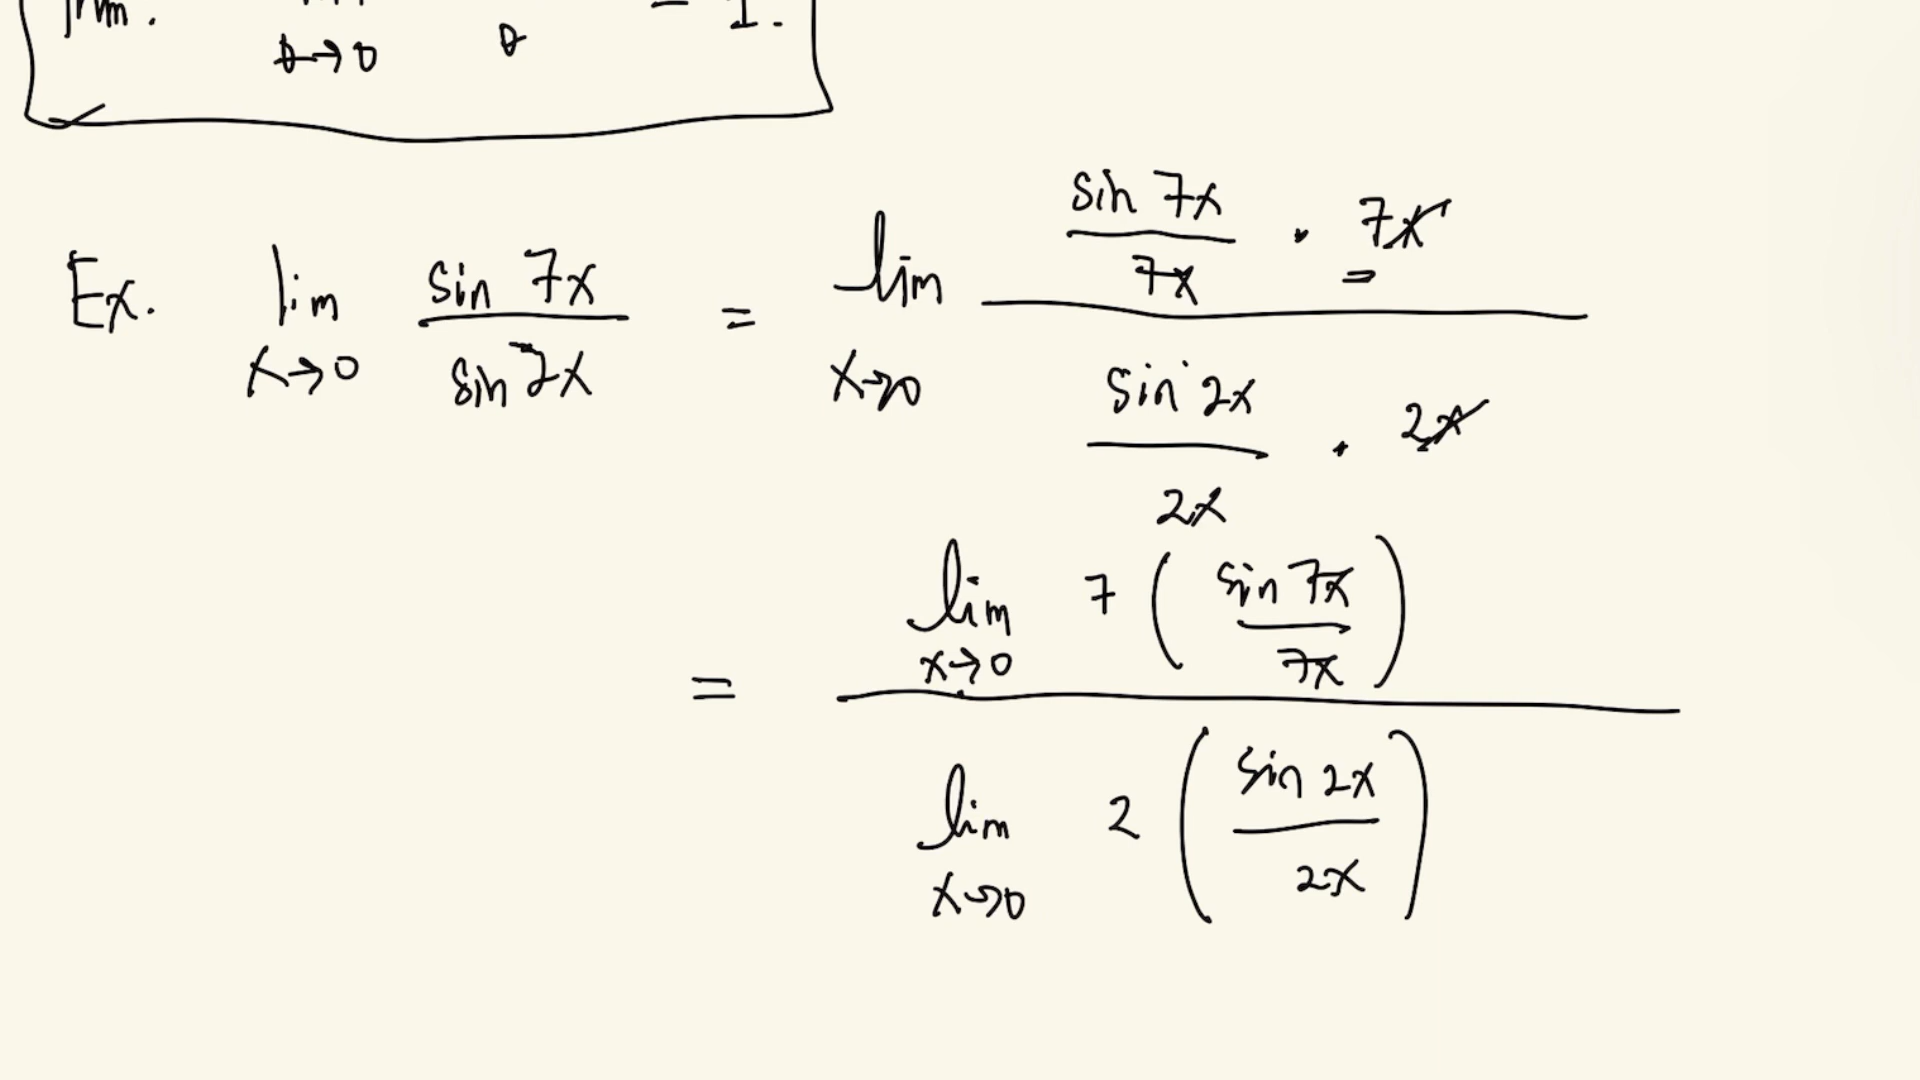 Thm.
θ→0 θ = 1.
Ex. lim x→0 sin 7x / sin 2x = lim x→0 (sin 7x / 7x · 7x) / (sin 2x / 2x · 2x)
= lim x→0 7 (sin 7x / 7x) / lim x→0 2 (sin 2x / 2x)